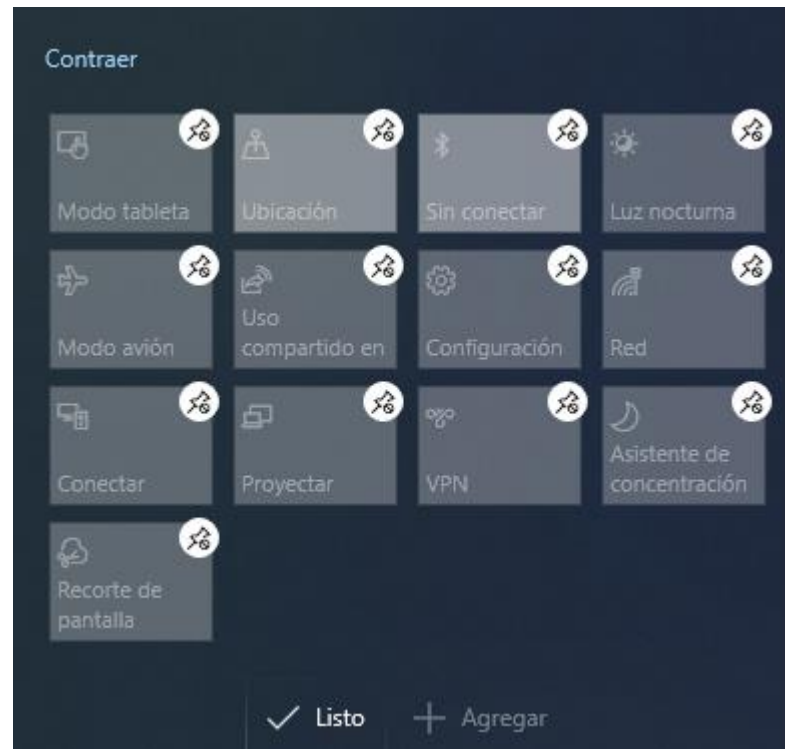 Contraer
Modo tableta
Ubicación
Sin conectar
Luz nocturna
Modo avión
Uso
compartido en
Configuración
Red
Conectar
Proyectar
VPN
Asistente de
concentración
Recorte de
pantalla
Listo
Agregar